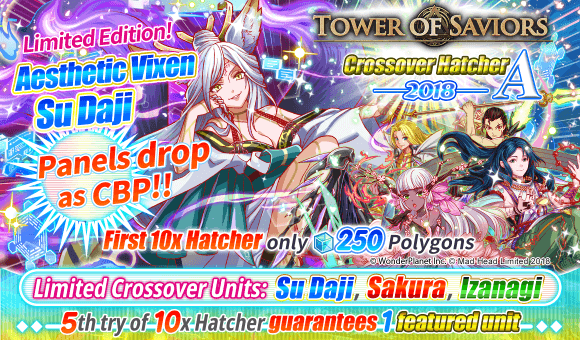 Limited Edition!
Aesthetic Vixen
Su Daji
Panels drop
as CBP!!
TOWER OF SAVIORS
Crossover Hatcher A
2018
First 10x Hatcher only 250 Polygons
© WonderPlanet Inc. © Mad Head Limited 2018
Limited Crossover Units: Su Daji, Sakura, Izanagi
5th try of 10x Hatcher guarantees 1 featured unit